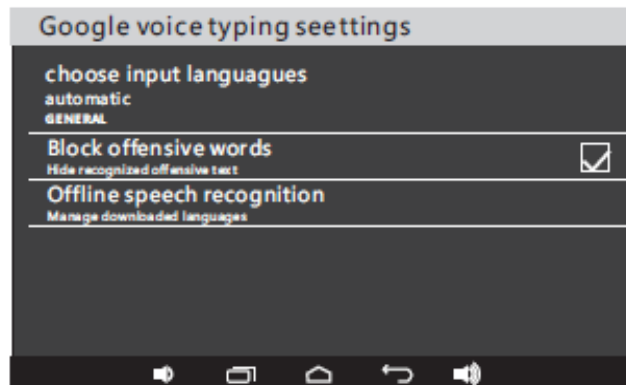 Google voice typing seettings
choose input languagues
automatic
GENERAL
Block offensive words
Hide recognized offensive text
Offline speech recognition
Manage downloaded languages